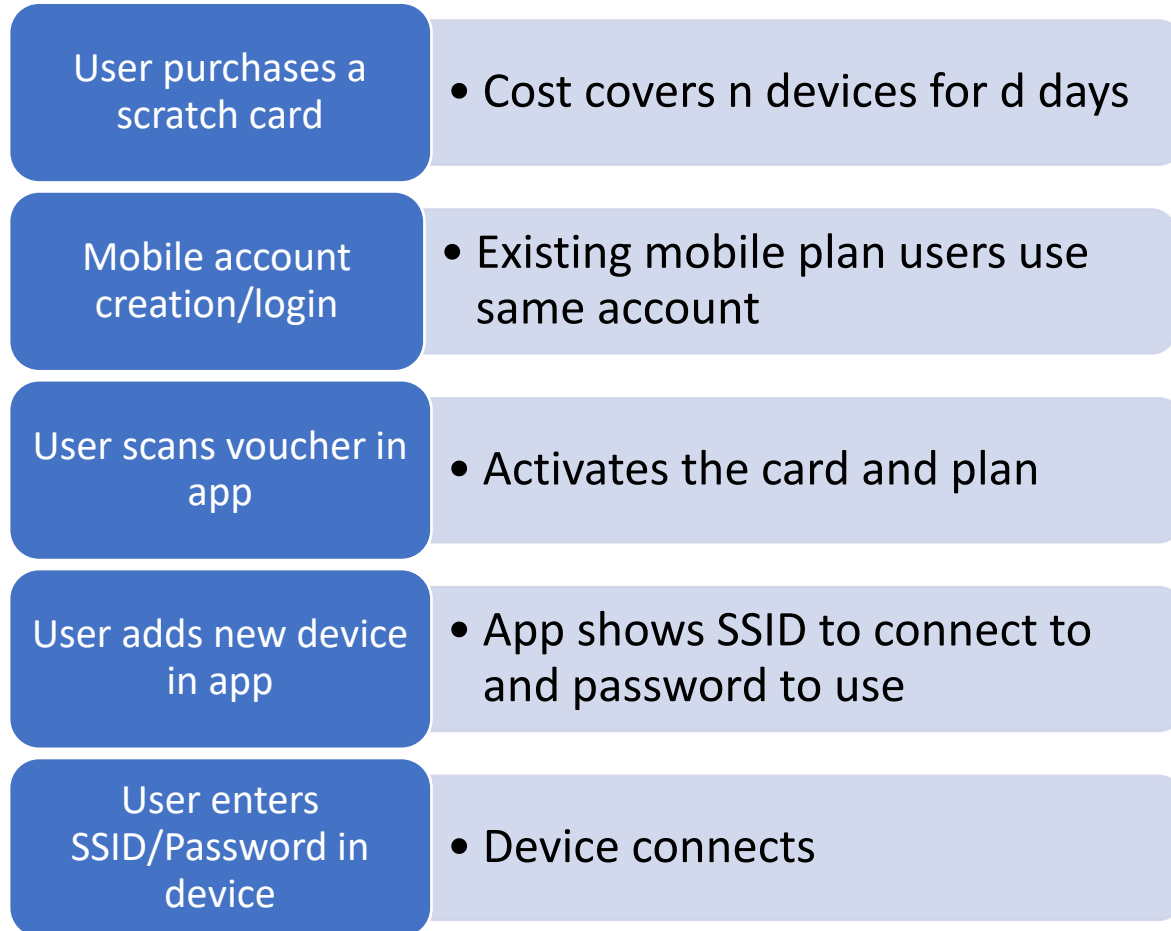 User purchases a
scratch card
• Cost covers n devices for d days
Mobile account
creation/login
• Existing mobile plan users use
same account
User scans voucher in
app
• Activates the card and plan
User adds new device
in app
• App shows SSID to connect to
and password to use
User enters
SSID/Password in
device
• Device connects